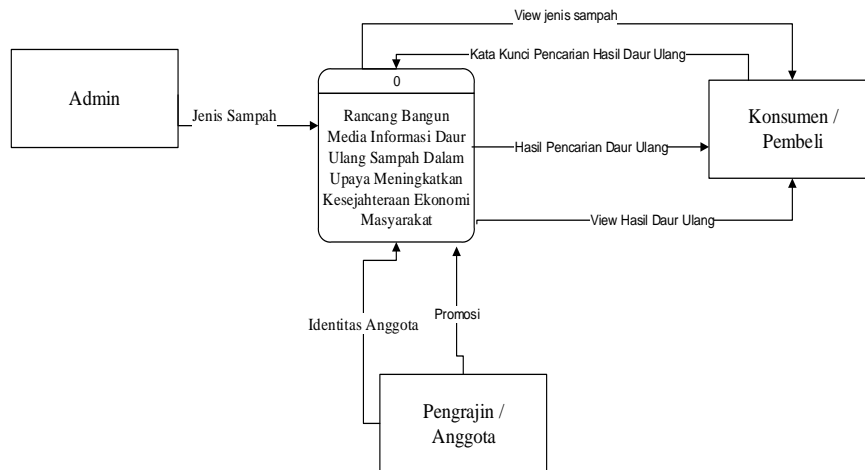 View jenis sampah
Kata Kunci Pencarian Hasil Daur Ulang
Admin
Jenis Sampah
0
Rancang Bangun
Media Informasi Daur
Ulang Sampah Dalam
Upaya Meningkatkan
Kesejahteraan Ekonomi
Masyarakat
Hasil Pencarian Daur Ulang
View Hasil Daur Ulang
Konsumen /
Pembeli
Identitas Anggota
Promosi
Pengrajin /
Anggota